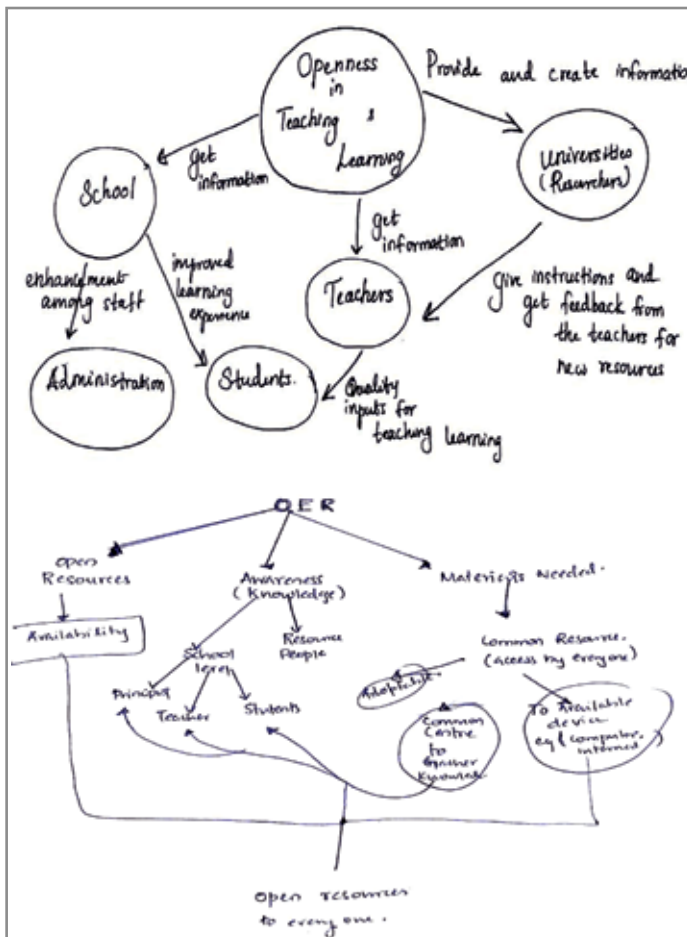 Openness
in
Teaching &
Learning
Provide and create information
get
information
School
universities
(Researchers)
get
information
enhancement
among staff
improved
learning
experience
Teachers
give instructions and
get feedback from
the teachers for
new resources
Administration
Students.
Quality
inputs for
teaching learning
OER
Open
Resources
Awareness
(Knowledge)
Materials Needed.
Availability
School
level
Resource
People
Common Resource.
(access by everyone)
Principal
Teacher
Students
Adaptable.
Common
Centre
to
Gather
To Available
device
eg (computer
Open resources
to every one.